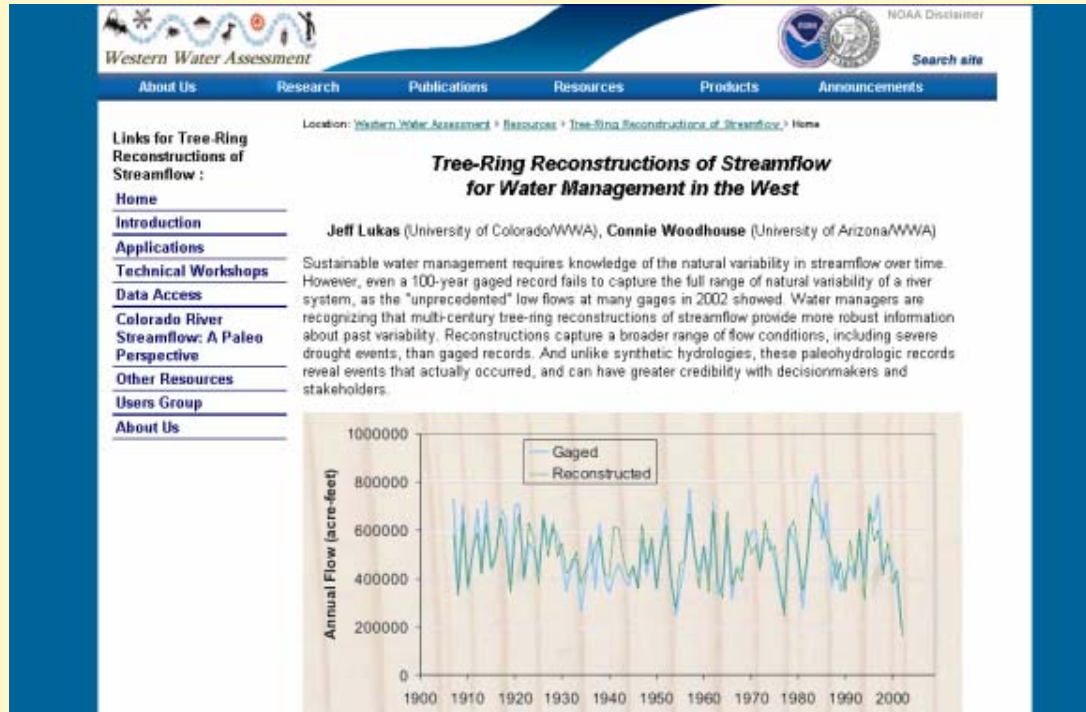 Western Water Assessment
NOAA Disclaimer
Search site
About Us Research Publications Resources Products Announcements
Location: Western Water Assessment › Resources › Tree-Ring Reconstructions of Streamflow › Home
Links for Tree-Ring
Reconstructions of
Streamflow :
Home
Introduction
Applications
Technical Workshops
Data Access
Colorado River
Streamflow: A Paleo
Perspective
Other Resources
Users Group
About Us
Tree-Ring Reconstructions of Streamflow
for Water Management in the West
Jeff Lukas (University of Colorado/WWA), Connie Woodhouse (University of Arizona/WWA)
Sustainable water management requires knowledge of the natural variability in streamflow over time.
However, even a 100-year gaged record fails to capture the full range of natural variability of a river
system, as the "unprecedented" low flows at many gages in 2002 showed. Water managers are
recognizing that multi-century tree-ring reconstructions of streamflow provide more robust information
about past variability. Reconstructions capture a broader range of flow conditions, including severe
drought events, than gaged records. And unlike synthetic hydrologies, these paleohydrologic records
reveal events that actually occurred, and can have greater credibility with decisionmakers and
stakeholders.
Annual Flow (acre-feet)
1000000
800000
600000
400000
200000
0
Gaged
Reconstructed
1900 1910 1920 1930 1940 1950 1960 1970 1980 1990 2000